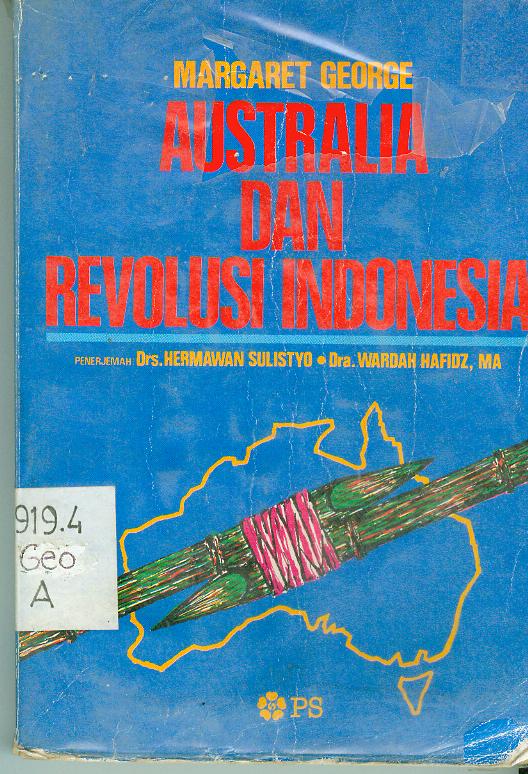 MARGARET GEORGE
AUSTRALIA
DAN
REVOLUSI INDONESIA
PENERJEMAH: Drs. HERMAWAN SULISTYO • Dra. WARDAH HAFIDZ, MA
919.4
Geo
A
PS